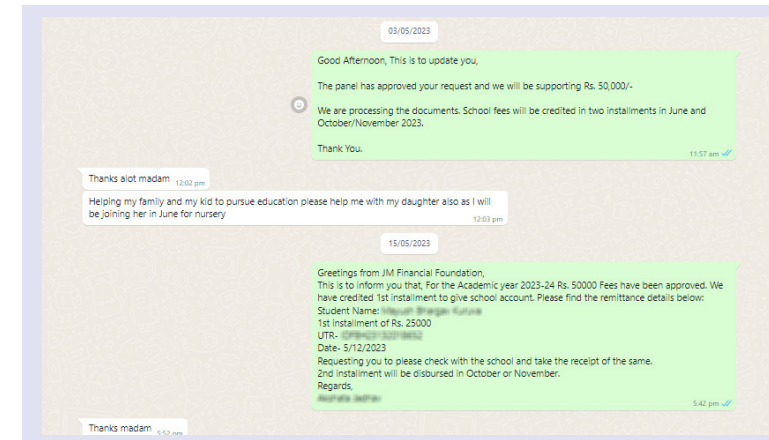 03/05/2023
Good Afternoon, This is to update you,
The panel has approved your request and we will be supporting Rs. 50,000/-
We are processing the documents. School fees will be credited in two installments in June and
October/November 2023.
Thank You.
11:57 am
Thanks alot madam 12:02 pm
Helping my family and my kid to pursue education please help me with my daughter also as I will
be joining her in June for nursery
12:03 pm
15/05/2023
Greetings from JM Financial Foundation,
This is to inform you that, For the Academic year 2023-24 Rs. 50000 Fees have been approved. We
have credited 1st installment to give school account. Please find the remittance details below:
Student Name:
1st installment of Rs. 25000
UTR-
Date- 5/12/2023
Requesting you to please check with the school and take the receipt of the same.
2nd installment will be disbursed in October or November.
Regards,
5:42 pm
Thanks madam 5:52 pm